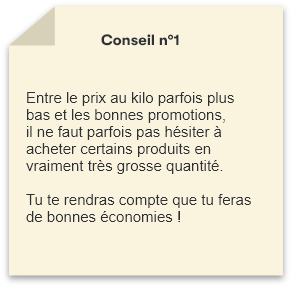 Conseil n°1
Entre le prix au kilo parfois plus
bas et les bonnes promotions,
il ne faut parfois pas hésiter à
acheter certains produits en
vraiment très grosse quantité.
Tu te rendras compte que tu feras
de bonnes économies !